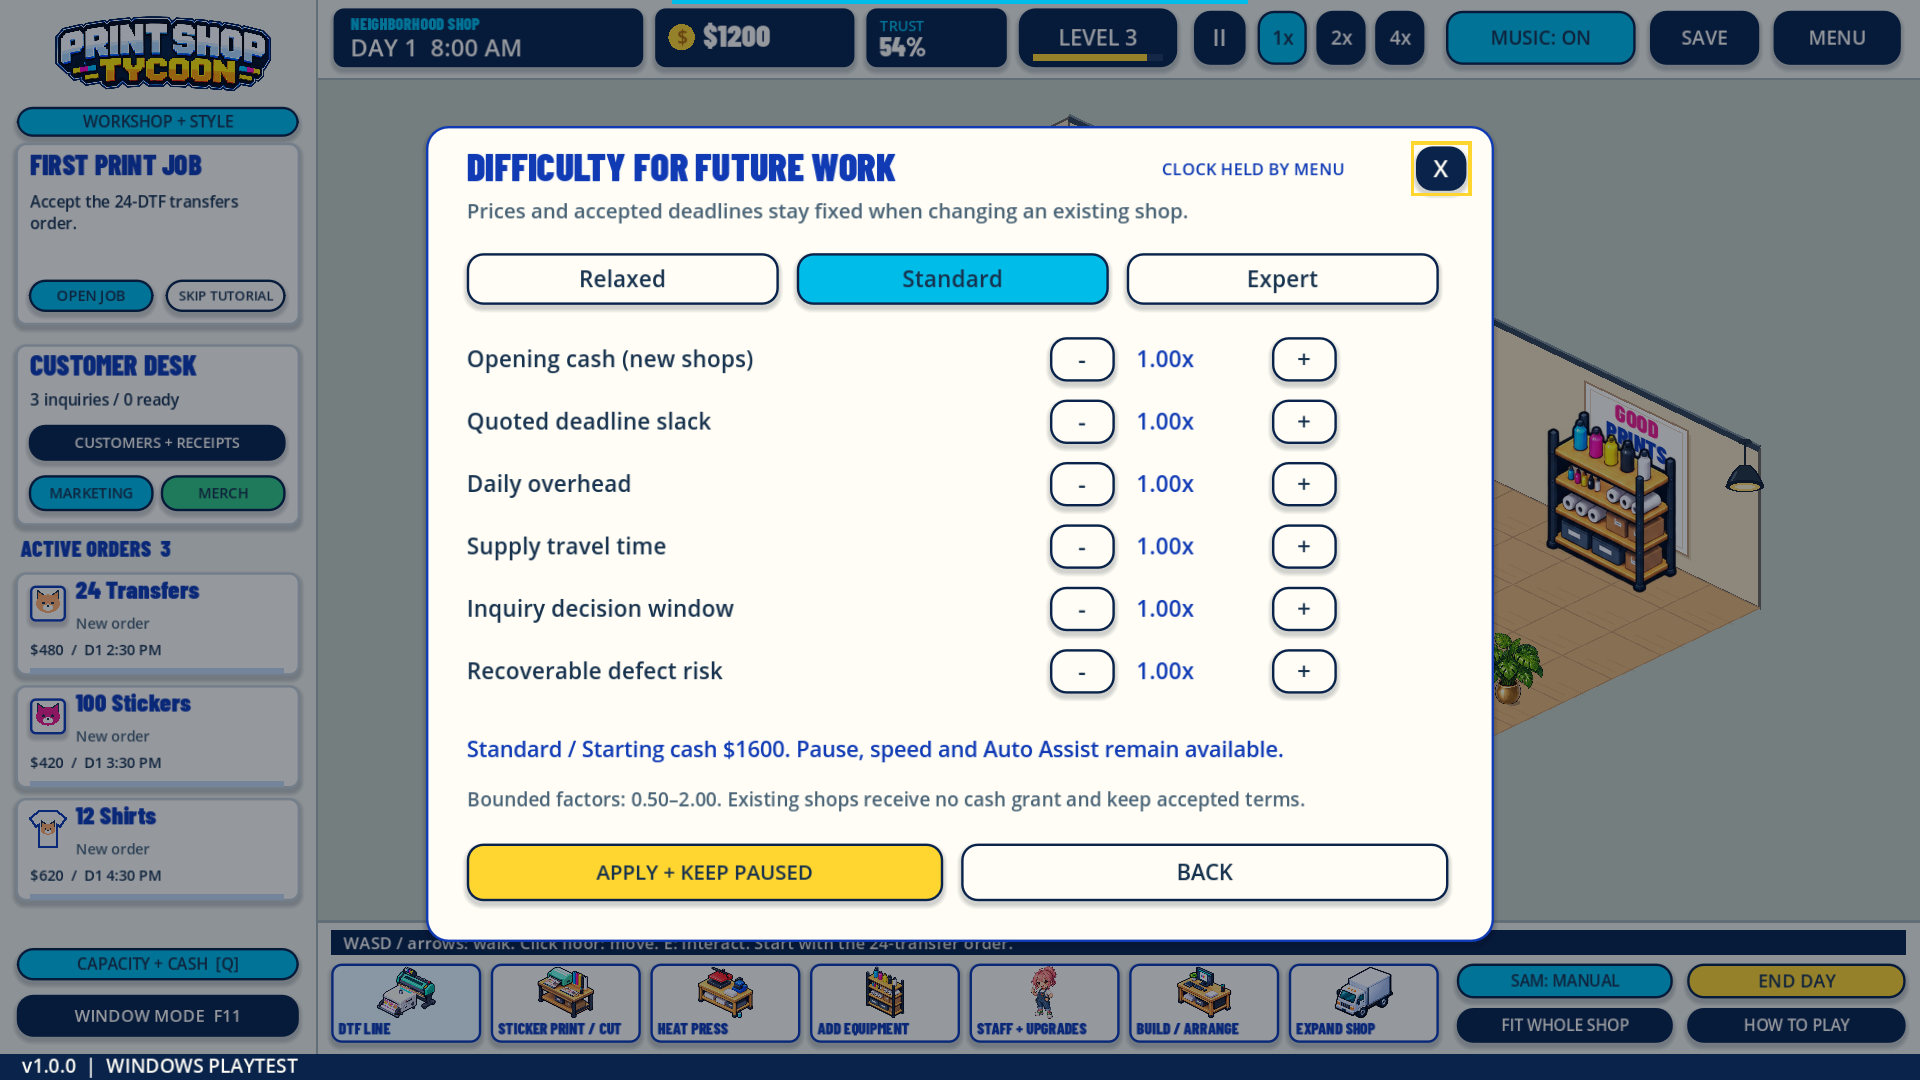 PRINT SHOP
TYCOON
NEIGHBORHOOD SHOP
DAY 1 8:00 AM
$1200
TRUST
54%
LEVEL 3
II
1x
2x
4x
MUSIC: ON
SAVE
MENU
WORKSHOP + STYLE
FIRST PRINT JOB
Accept the 24-DTF transfers
order.
OPEN JOB
SKIP TUTORIAL
CUSTOMER DESK
3 inquiries / 0 ready
CUSTOMERS + RECEIPTS
MARKETING
MERCH
ACTIVE ORDERS 3
24 Transfers
New order
$480 / D1 2:30 PM
100 Stickers
New order
$420 / D1 3:30 PM
12 Shirts
New order
$620 / D1 4:30 PM
CAPACITY + CASH [Q]
WINDOW MODE F11
DIFFICULTY FOR FUTURE WORK
CLOCK HELD BY MENU
X
Prices and accepted deadlines stay fixed when changing an existing shop.
Relaxed
Standard
Expert
Opening cash (new shops) - 1.00x +
Quoted deadline slack - 1.00x +
Daily overhead - 1.00x +
Supply travel time - 1.00x +
Inquiry decision window - 1.00x +
Recoverable defect risk - 1.00x +
Standard / Starting cash $1600. Pause, speed and Auto Assist remain available.
Bounded factors: 0.50–2.00. Existing shops receive no cash grant and keep accepted terms.
APPLY + KEEP PAUSED
BACK
GOOD
PRINTS
WASD / arrows: walk. Click floor: move. E: interact. Start with the 24-transfer order.
DTF LINE
STICKER PRINT / CUT
HEAT PRESS
ADD EQUIPMENT
STAFF + UPGRADES
BUILD / ARRANGE
EXPAND SHOP
SAM: MANUAL
END DAY
FIT WHOLE SHOP
HOW TO PLAY
v1.0.0 | WINDOWS PLAYTEST